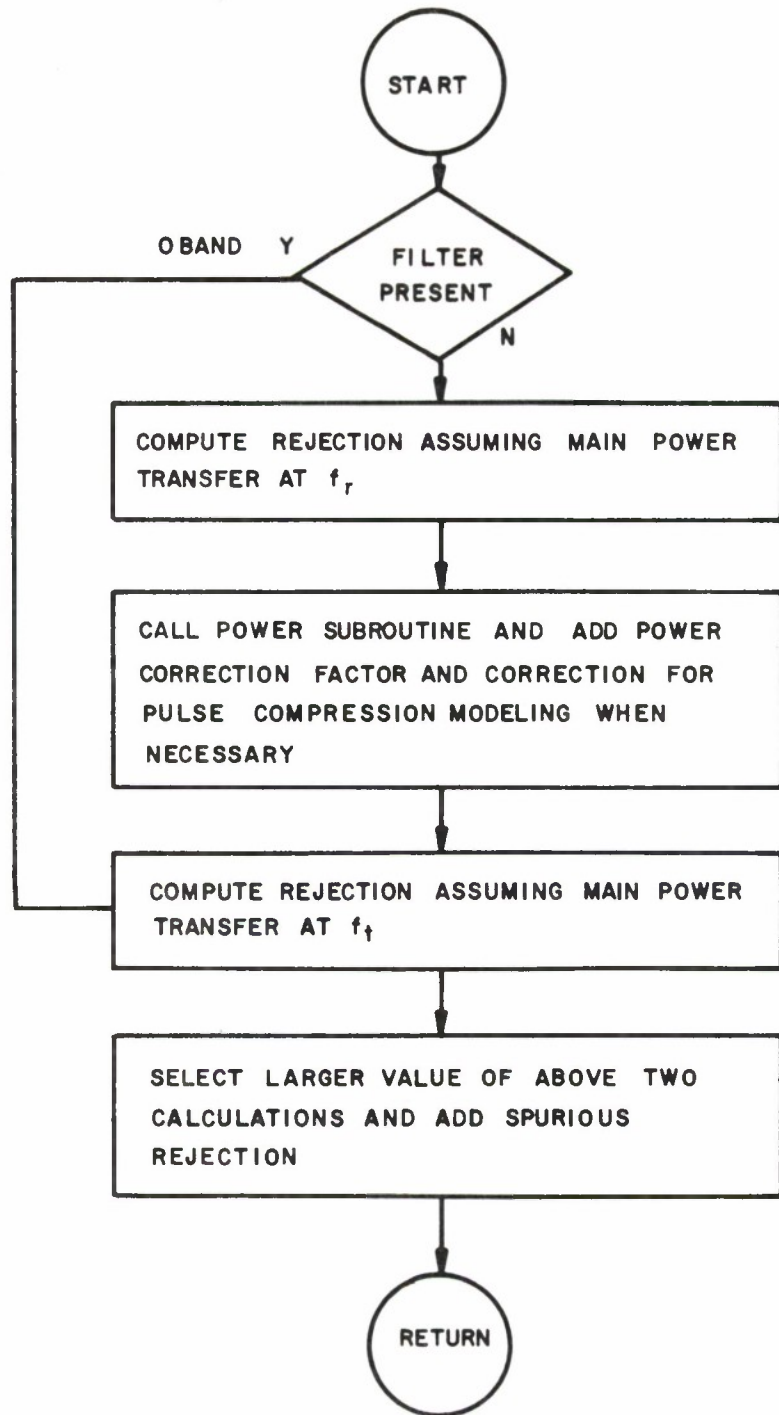 START
O BAND Y
FILTER
PRESENT
N
COMPUTE REJECTION ASSUMING MAIN POWER
TRANSFER AT fr
CALL POWER SUBROUTINE AND ADD POWER
CORRECTION FACTOR AND CORRECTION FOR
PULSE COMPRESSION MODELING WHEN
NECESSARY
COMPUTE REJECTION ASSUMING MAIN POWER
TRANSFER AT ft
SELECT LARGER VALUE OF ABOVE TWO
CALCULATIONS AND ADD SPURIOUS
REJECTION
RETURN